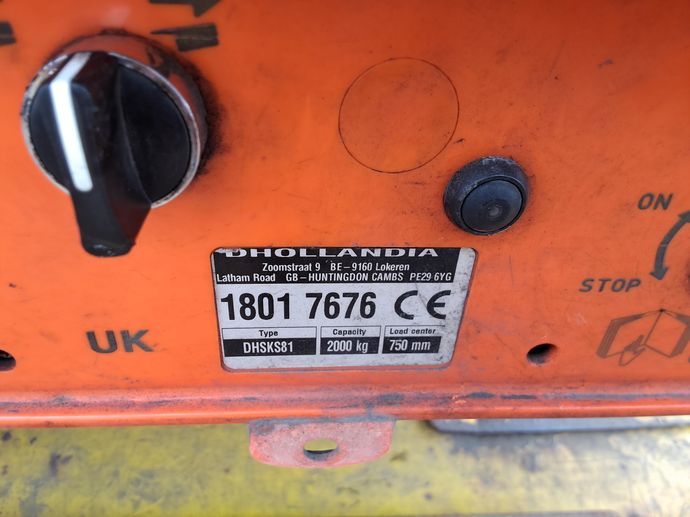 ON
STOP
UK
DHOLLANDIA
Zoomstraat 9 BE-9160 Lokeren
Latham Road GB-HUNTINGDON CAMBS PE29 6YG
1801 7676 CE
Type Capacity Load center
DHSKS81 2000 kg 750 mm